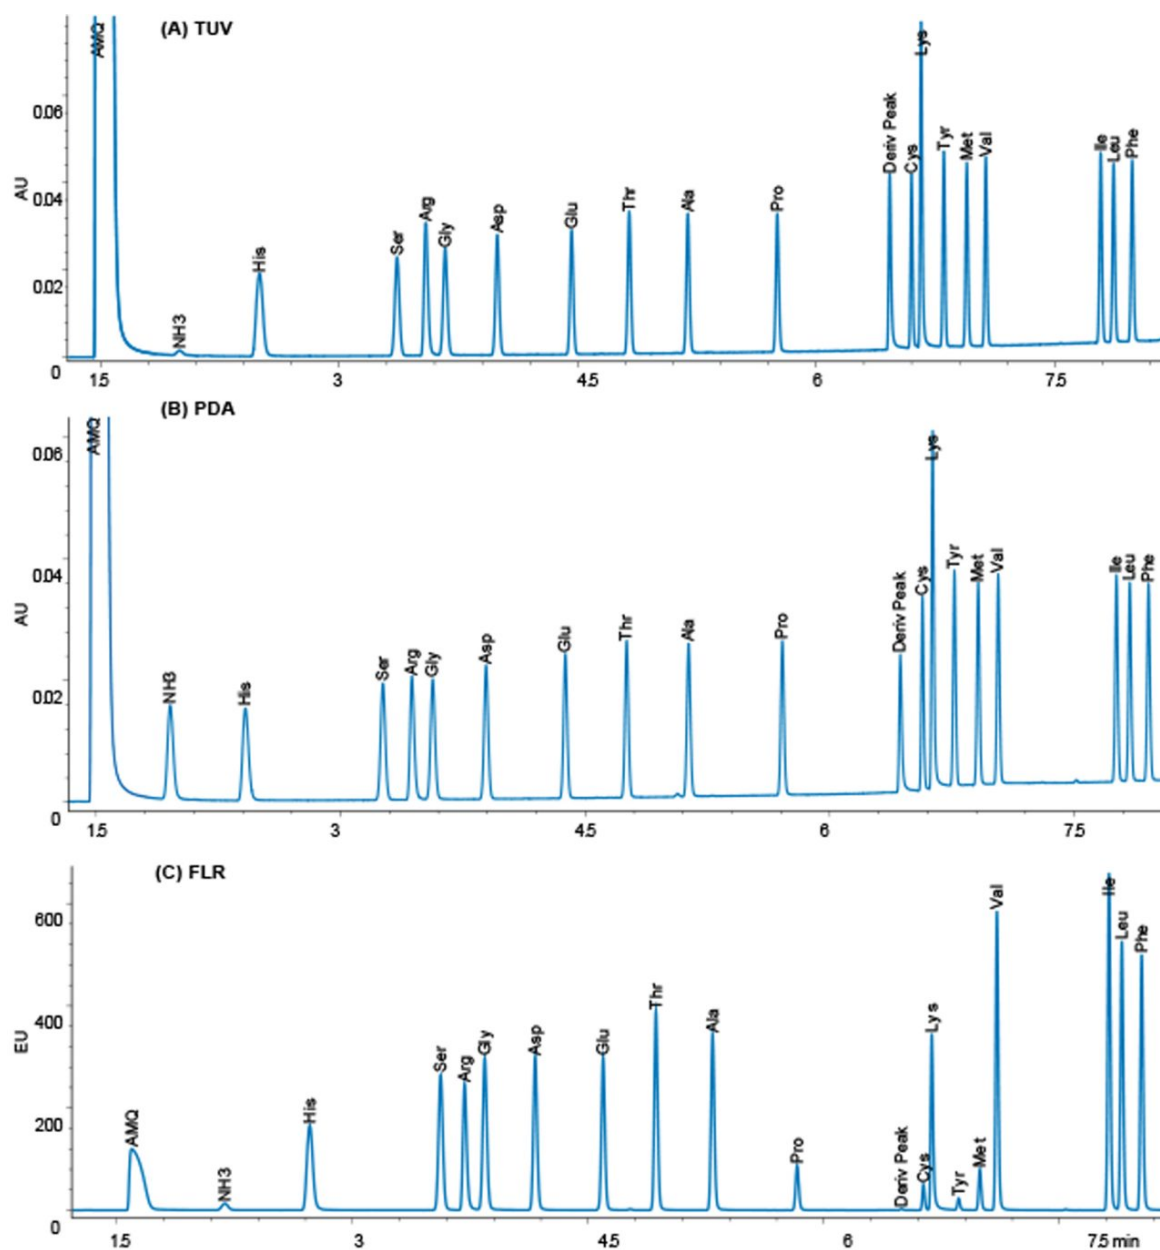 (A) TUV
AMQ
NH3
His
Ser
Arg
Gly
Asp
Glu
Thr
Ala
Pro
Deriv Peak
Cys
Lys
Tyr
Met
Val
Ile
Leu
Phe
AU
0.06
0.04
0.02
0
1.5 3 4.5 6 7.5
(B) PDA
AMQ
NH3
His
Ser
Arg
Gly
Asp
Glu
Thr
Ala
Pro
Deriv Peak
Cys
Lys
Tyr
Met
Val
Ile
Leu
Phe
AU
0.06
0.04
0.02
0
1.5 3 4.5 6 7.5
(C) FLR
AMQ
NH3
His
Ser
Arg
Gly
Asp
Glu
Thr
Ala
Pro
Deriv Peak
Cys
Lys
Tyr
Met
Val
Ile
Leu
Phe
EU
600
400
200
0
1.5 3 4.5 6 7.5 min